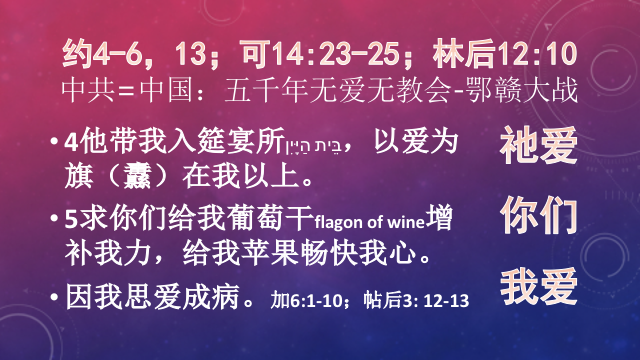 约4-6，13；可14:23-25；林后12:10
中共=中国：五千年无爱无教会-鄂赣大战
•4他带我入筵宴所בֵּית הַיַּיִן，以爱为
旗（纛）在我以上。
•5求你们给我葡萄干flagon of wine增
补我力，给我苹果畅快我心。
•因我思爱成病。加6:1-10；帖后3: 12-13
祂爱
你们
我爱